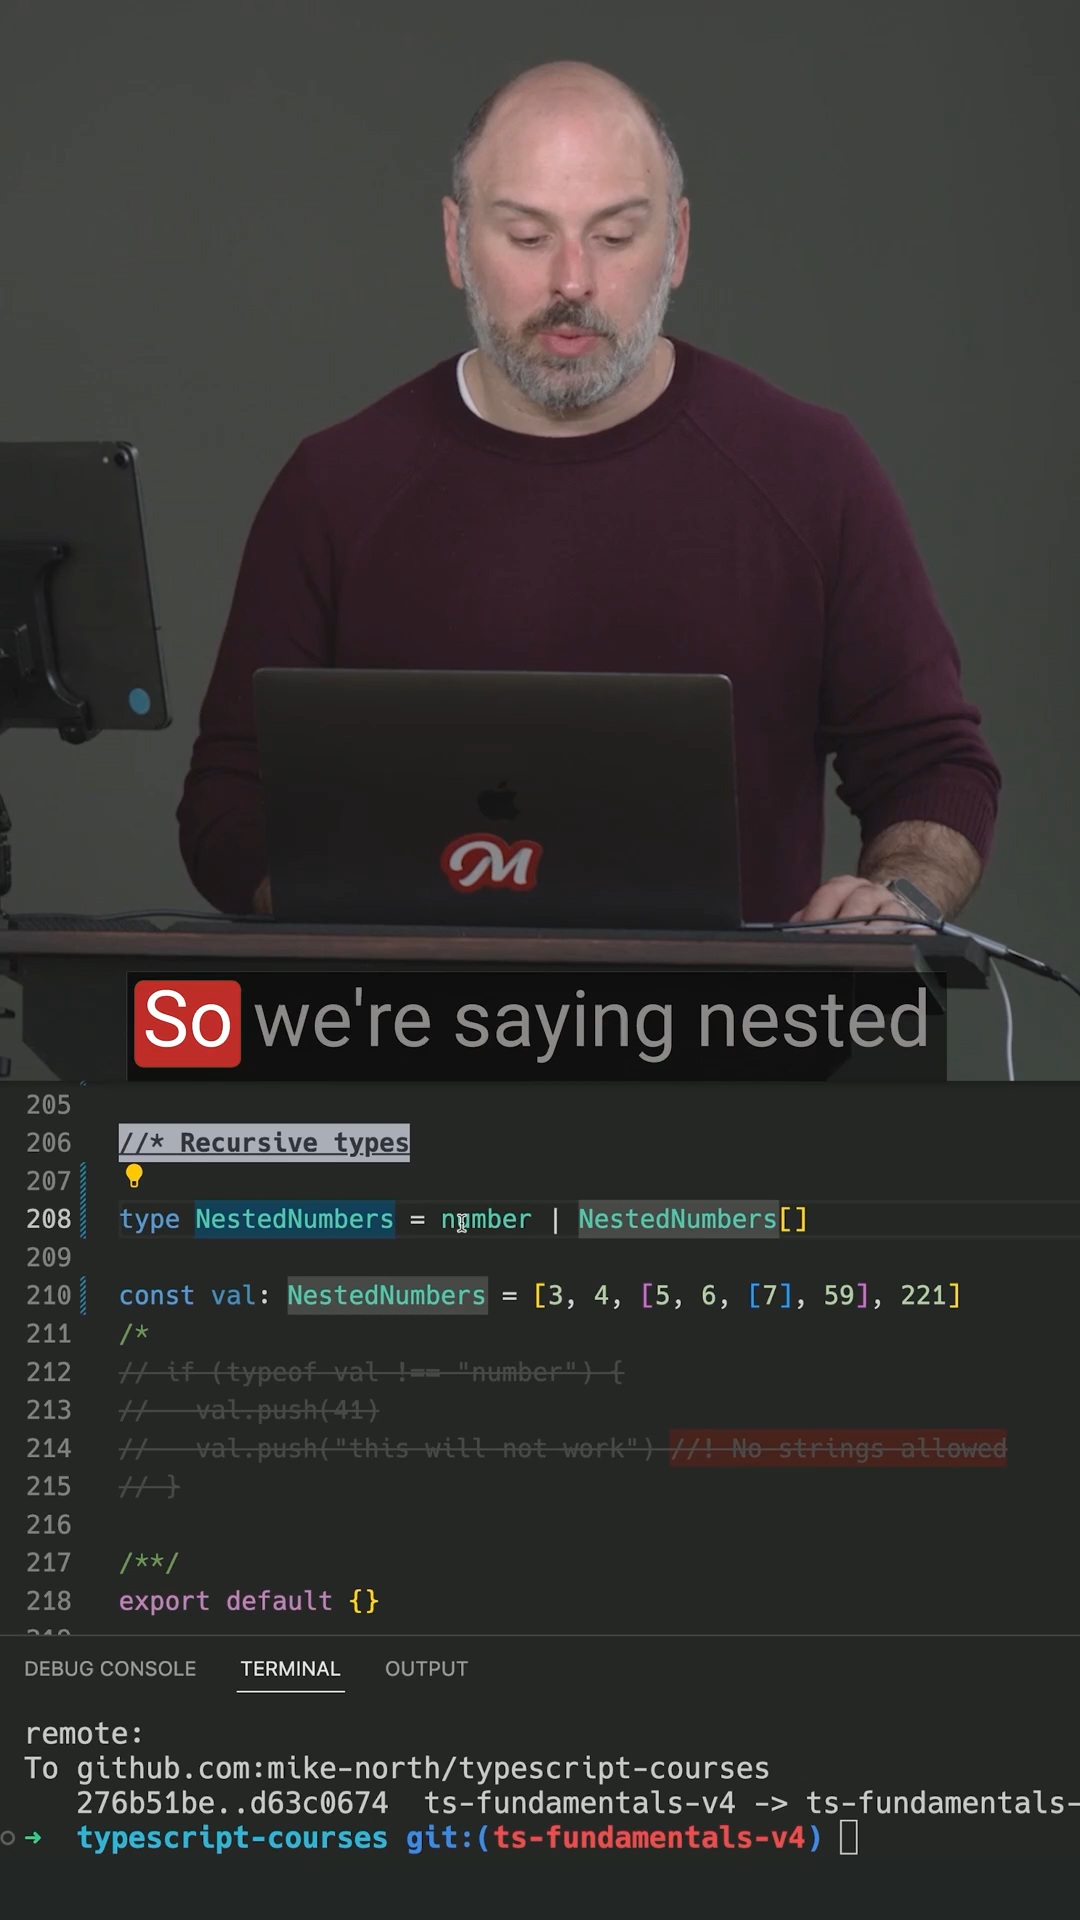 M
So we're saying nested
205
206 //* Recursive types
207
208 type NestedNumbers = number | NestedNumbers[]
209
210 const val: NestedNumbers = [3, 4, [5, 6, [7], 59], 221]
211 /*
212 // if (typeof val !== "number") {
213 //   val.push(41)
214 //   val.push("this will not work") //! No strings allowed
215 // }
216
217 /**/
218 export default {}
DEBUG CONSOLE TERMINAL OUTPUT
remote:
To github.com:mike-north/typescript-courses
276b51be..d63c0674 ts-fundamentals-v4 -> ts-fundamentals-
➜ typescript-courses git:(ts-fundamentals-v4)